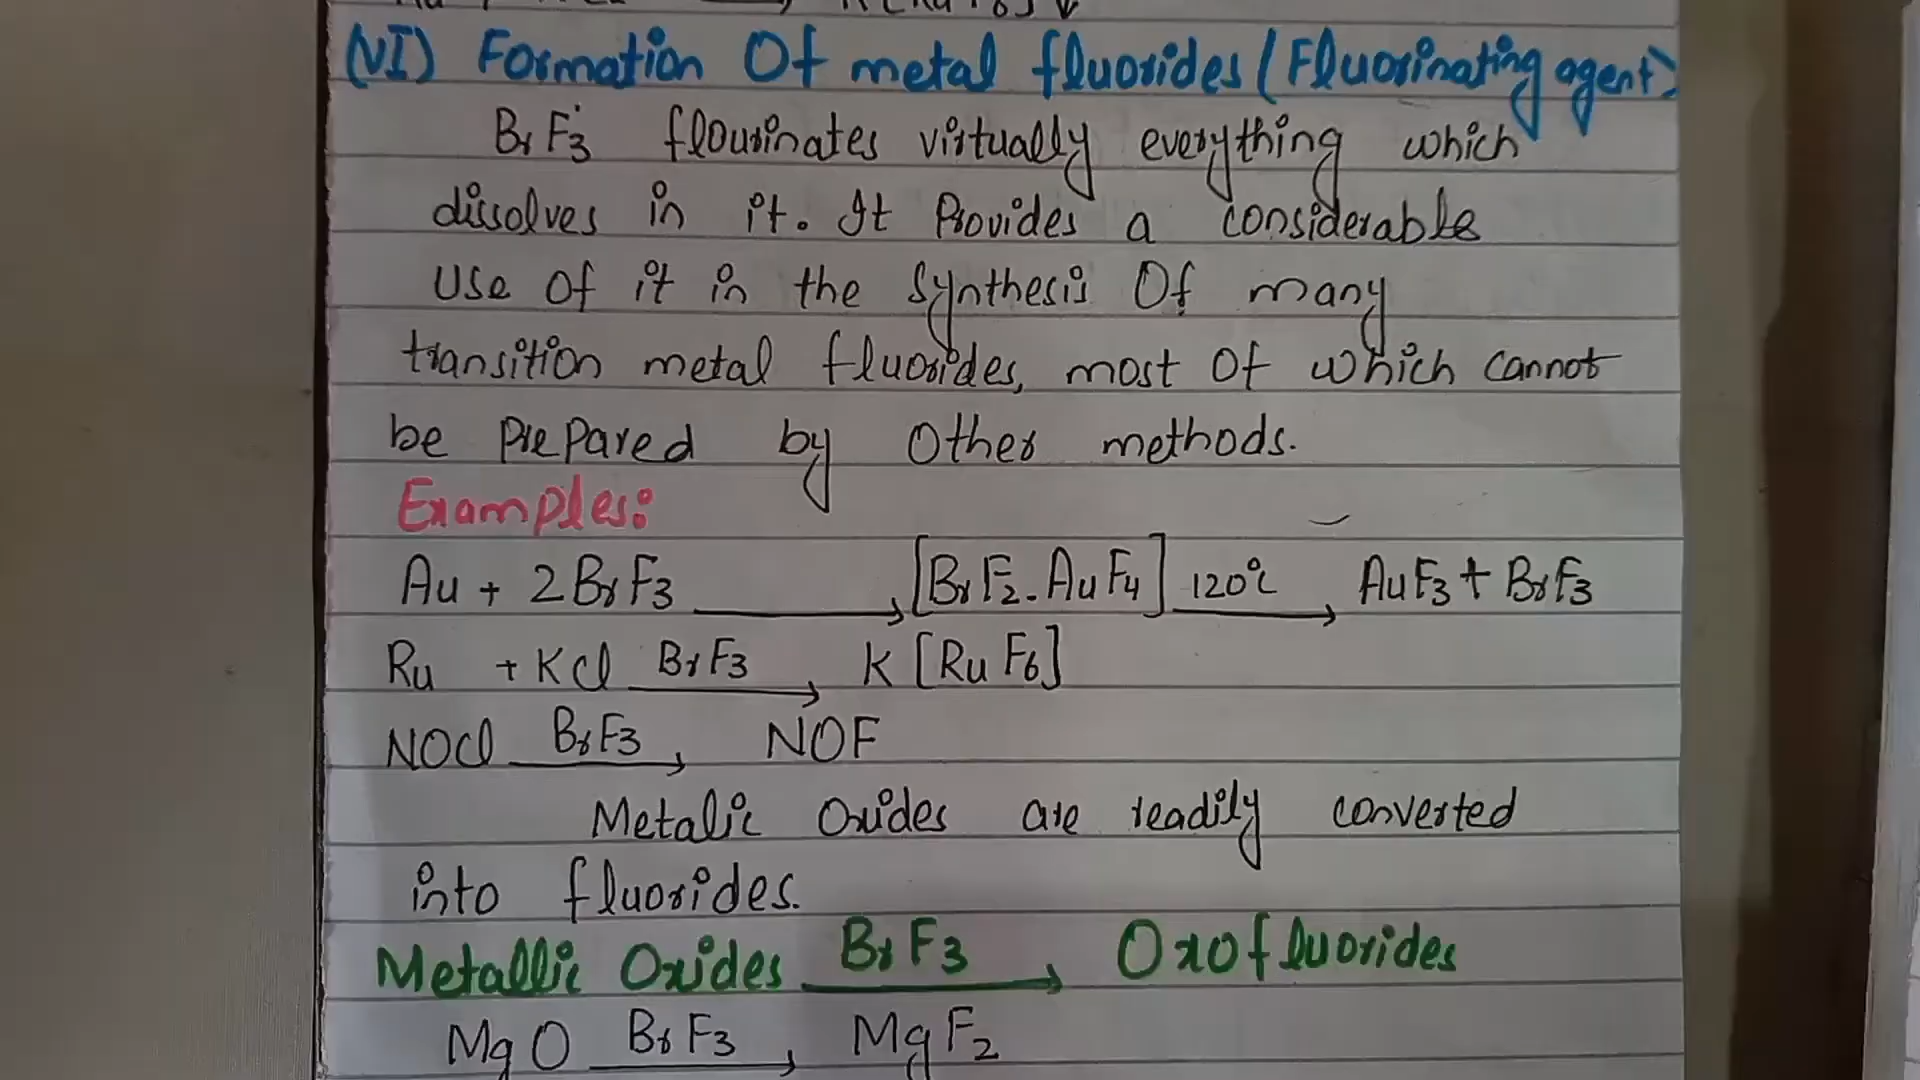 (VI) Formation Of metal fluorides (Fluorinating agent)
BrF3 flourinates virtually everything which
dissolves in it. It Provides a considerable
Use of it in the Synthesis Of many
transition metal fluorides, most of which cannot
be prepared by Other methods.
Examples:
Au + 2BrF3 → [BrF2.AuF4] 120°C → AuF3 + BrF3
Ru + KCl BrF3 → K [RuF6]
NOCl BrF3 → NOF
Metalic Oxides are readily converted
into fluorides.
Metallic Oxides BrF3 → Oxofluorides
MgO BrF3 → MgF2